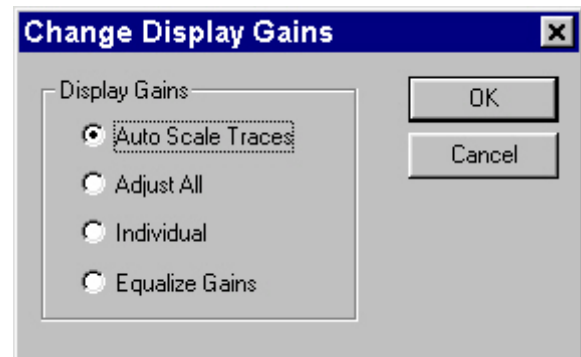 Change Display Gains
Display Gains
Auto Scale Traces
Adjust All
Individual
Equalize Gains
OK
Cancel